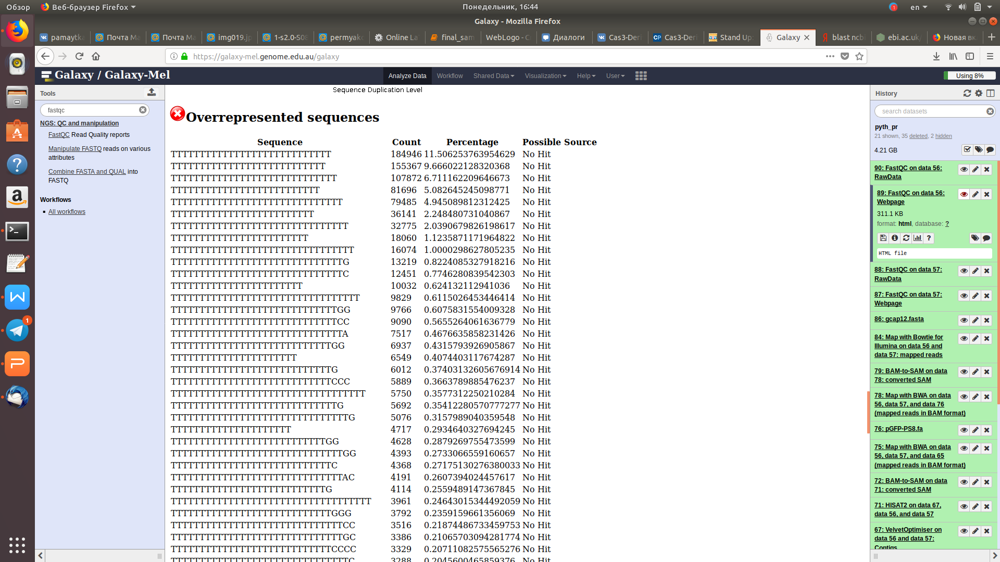 Обзор Веб-браузер Firefox Понедельник, 16:44 1 en
Galaxy - Mozilla Firefox
pamaytka Почта Ma Почта Ma img019.jp 1-s2.0-S08 permyako Online La final_sam WebLogo - C Диалоги Cas3-Deri Cas3-Deri Stand Up Galaxy blast ncbi ebi.ac.uk/ Новая вк
https://galaxy-mel.genome.edu.au/galaxy
Galaxy / Galaxy-Mel Analyze Data Workflow Shared Data Visualization Help User Using 8%
Tools
fastqc
NGS: QC and manipulation
FastQC Read Quality reports
Manipulate FASTQ reads on various
attributes
Combine FASTA and QUAL into
FASTQ
Workflows
All workflows
Sequence Duplication Level
Overrepresented sequences
Sequence Count Percentage Possible Source
TTTTTTTTTTTTTTTTTTTTTTTTTTTT 184946 11.506253763954629 No Hit
TTTTTTTTTTTTTTTTTTTTTTTTTTT 155367 9.666022128320368 No Hit
TTTTTTTTTTTTTTTTTTTTTTTTTTTTT 107872 6.711162209646673 No Hit
TTTTTTTTTTTTTTTTTTTTTTTTTT 81696 5.082645245098771 No Hit
TTTTTTTTTTTTTTTTTTTTTTTTTTTTTT 79485 4.945089812312425 No Hit
TTTTTTTTTTTTTTTTTTTTTTTTT 36141 2.248480731040867 No Hit
TTTTTTTTTTTTTTTTTTTTTTTTTTTTTTT 32775 2.0390679826198617 No Hit
TTTTTTTTTTTTTTTTTTTTTTTT 18060 1.1235871171964822 No Hit
TTTTTTTTTTTTTTTTTTTTTTTTTTTTTTTT 16074 1.0000298627805235 No Hit
TTTTTTTTTTTTTTTTTTTTTTTTTTTTTTG 13219 0.8224085327918216 No Hit
TTTTTTTTTTTTTTTTTTTTTTTTTTTTTTC 12451 0.7746280839542303 No Hit
TTTTTTTTTTTTTTTTTTTTTTT 10032 0.624132112941036 No Hit
TTTTTTTTTTTTTTTTTTTTTTTTTTTTTTTTT 9829 0.6115026453446414 No Hit
TTTTTTTTTTTTTTTTTTTTTTTTTTTTTGG 9766 0.6075831554009328 No Hit
TTTTTTTTTTTTTTTTTTTTTTTTTTTTTCC 9090 0.5655264061636779 No Hit
TTTTTTTTTTTTTTTTTTTTTTTTTTTTTTA 7517 0.4676635858231426 No Hit
TTTTTTTTTTTTTTTTTTTTTTTTTTTTGG 6937 0.4315793926905867 No Hit
TTTTTTTTTTTTTTTTTTTTTT 6549 0.4074403117674287 No Hit
TTTTTTTTTTTTTTTTTTTTTTTTTTTTG 6012 0.37403132605676914 No Hit
TTTTTTTTTTTTTTTTTTTTTTTTTTTTCCC 5889 0.3663789885476237 No Hit
TTTTTTTTTTTTTTTTTTTTTTTTTTTTTTTTTT 5750 0.3577312250210284 No Hit
TTTTTTTTTTTTTTTTTTTTTTTTTTTTTG 5692 0.35412280570777277 No Hit
TTTTTTTTTTTTTTTTTTTTTTTTTTTTTTTG 5076 0.3157989040359548 No Hit
TTTTTTTTTTTTTTTTTTTTT 4717 0.2934640327694245 No Hit
TTTTTTTTTTTTTTTTTTTTTTTTTTTGG 4628 0.2879269755473599 No Hit
TTTTTTTTTTTTTTTTTTTTTTTTTTTTTTGG 4393 0.2733066559160657 No Hit
TTTTTTTTTTTTTTTTTTTTTTTTTTTTC 4368 0.27175130276380033 No Hit
TTTTTTTTTTTTTTTTTTTTTTTTTTTTTTAC 4191 0.2607394024457617 No Hit
TTTTTTTTTTTTTTTTTTTTTTTTTTTG 4114 0.2559489147367845 No Hit
TTTTTTTTTTTTTTTTTTTTTTTTTTTTTTTTTTT 3961 0.24643015344492059 No Hit
TTTTTTTTTTTTTTTTTTTTTTTTTTTTGGG 3792 0.2359159661356069 No Hit
TTTTTTTTTTTTTTTTTTTTTTTTTTTTTTCC 3516 0.21874486733459753 No Hit
TTTTTTTTTTTTTTTTTTTTTTTTTTTTTTGC 3386 0.21065703094281774 No Hit
TTTTTTTTTTTTTTTTTTTTTTTTTTTTCCCC 3329 0.20711082575565276 No Hit
TTTTTTTTTTTTTTTTTTTTTTTTTTTTTTTC 3288 0.2045600465859376 No Hit
History
search datasets
pyth_pr
21 shown, 35 deleted, 2 hidden
4.21 GB
90: FastQC on data 56:
RawData
89: FastQC on data 56:
Webpage
311.1 KB
format: html, database: ?
HTML file
88: FastQC on data 57:
RawData
87: FastQC on data 57:
Webpage
86: gcap12.fasta
84: Map with Bowtie for
Illumina on data 56 and
data 57: mapped reads
79: BAM-to-SAM on data
78: converted SAM
78: Map with BWA on data
56, data 57, and data 76
(mapped reads in BAM format)
76: pGFP-PS8.fa
75: Map with BWA on data
56, data 57, and data 65
(mapped reads in BAM format)
72: BAM-to-SAM on data
71: converted SAM
71: HISAT2 on data 67,
data 56, and data 57
67: VelvetOptimiser on
data 56 and data 57:
Contigs